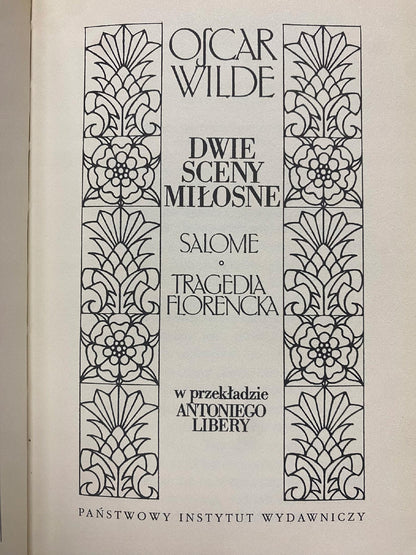 OSCAR
WILDE
DWIE
SCENY
MIŁOSNE
SALOME
TRAGEDIA
FLORENCKA
w przekładzie
ANTONIEGO
LIBERY
PAŃSTWOWY INSTYTUT WYDAWNICZY